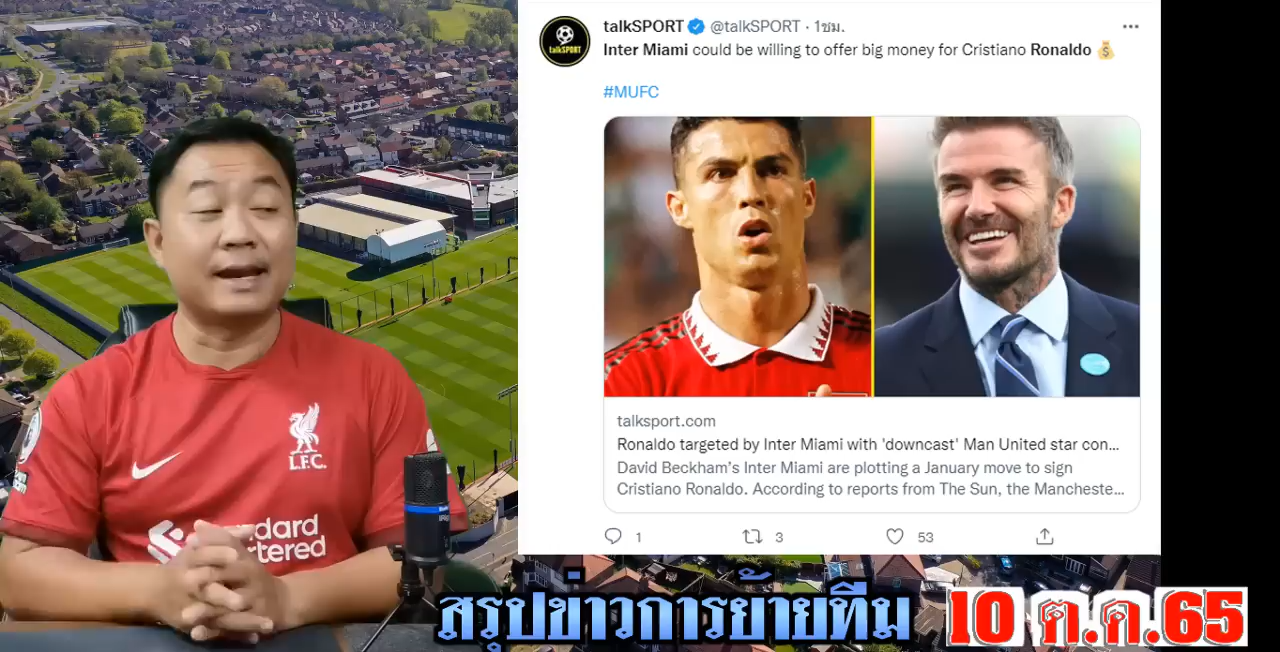 talkSPORT @talkSPORT · 1ชม.
Inter Miami could be willing to offer big money for Cristiano Ronaldo 💰
#MUFC
talkSPORT
talksport.com
Ronaldo targeted by Inter Miami with 'downcast' Man United star con...
David Beckham's Inter Miami are plotting a January move to sign
Cristiano Ronaldo. According to reports from The Sun, the Mancheste...
1 3 53
L.F.C.
สรุปข่าวการย้ายทีม 10 ต.ค.65